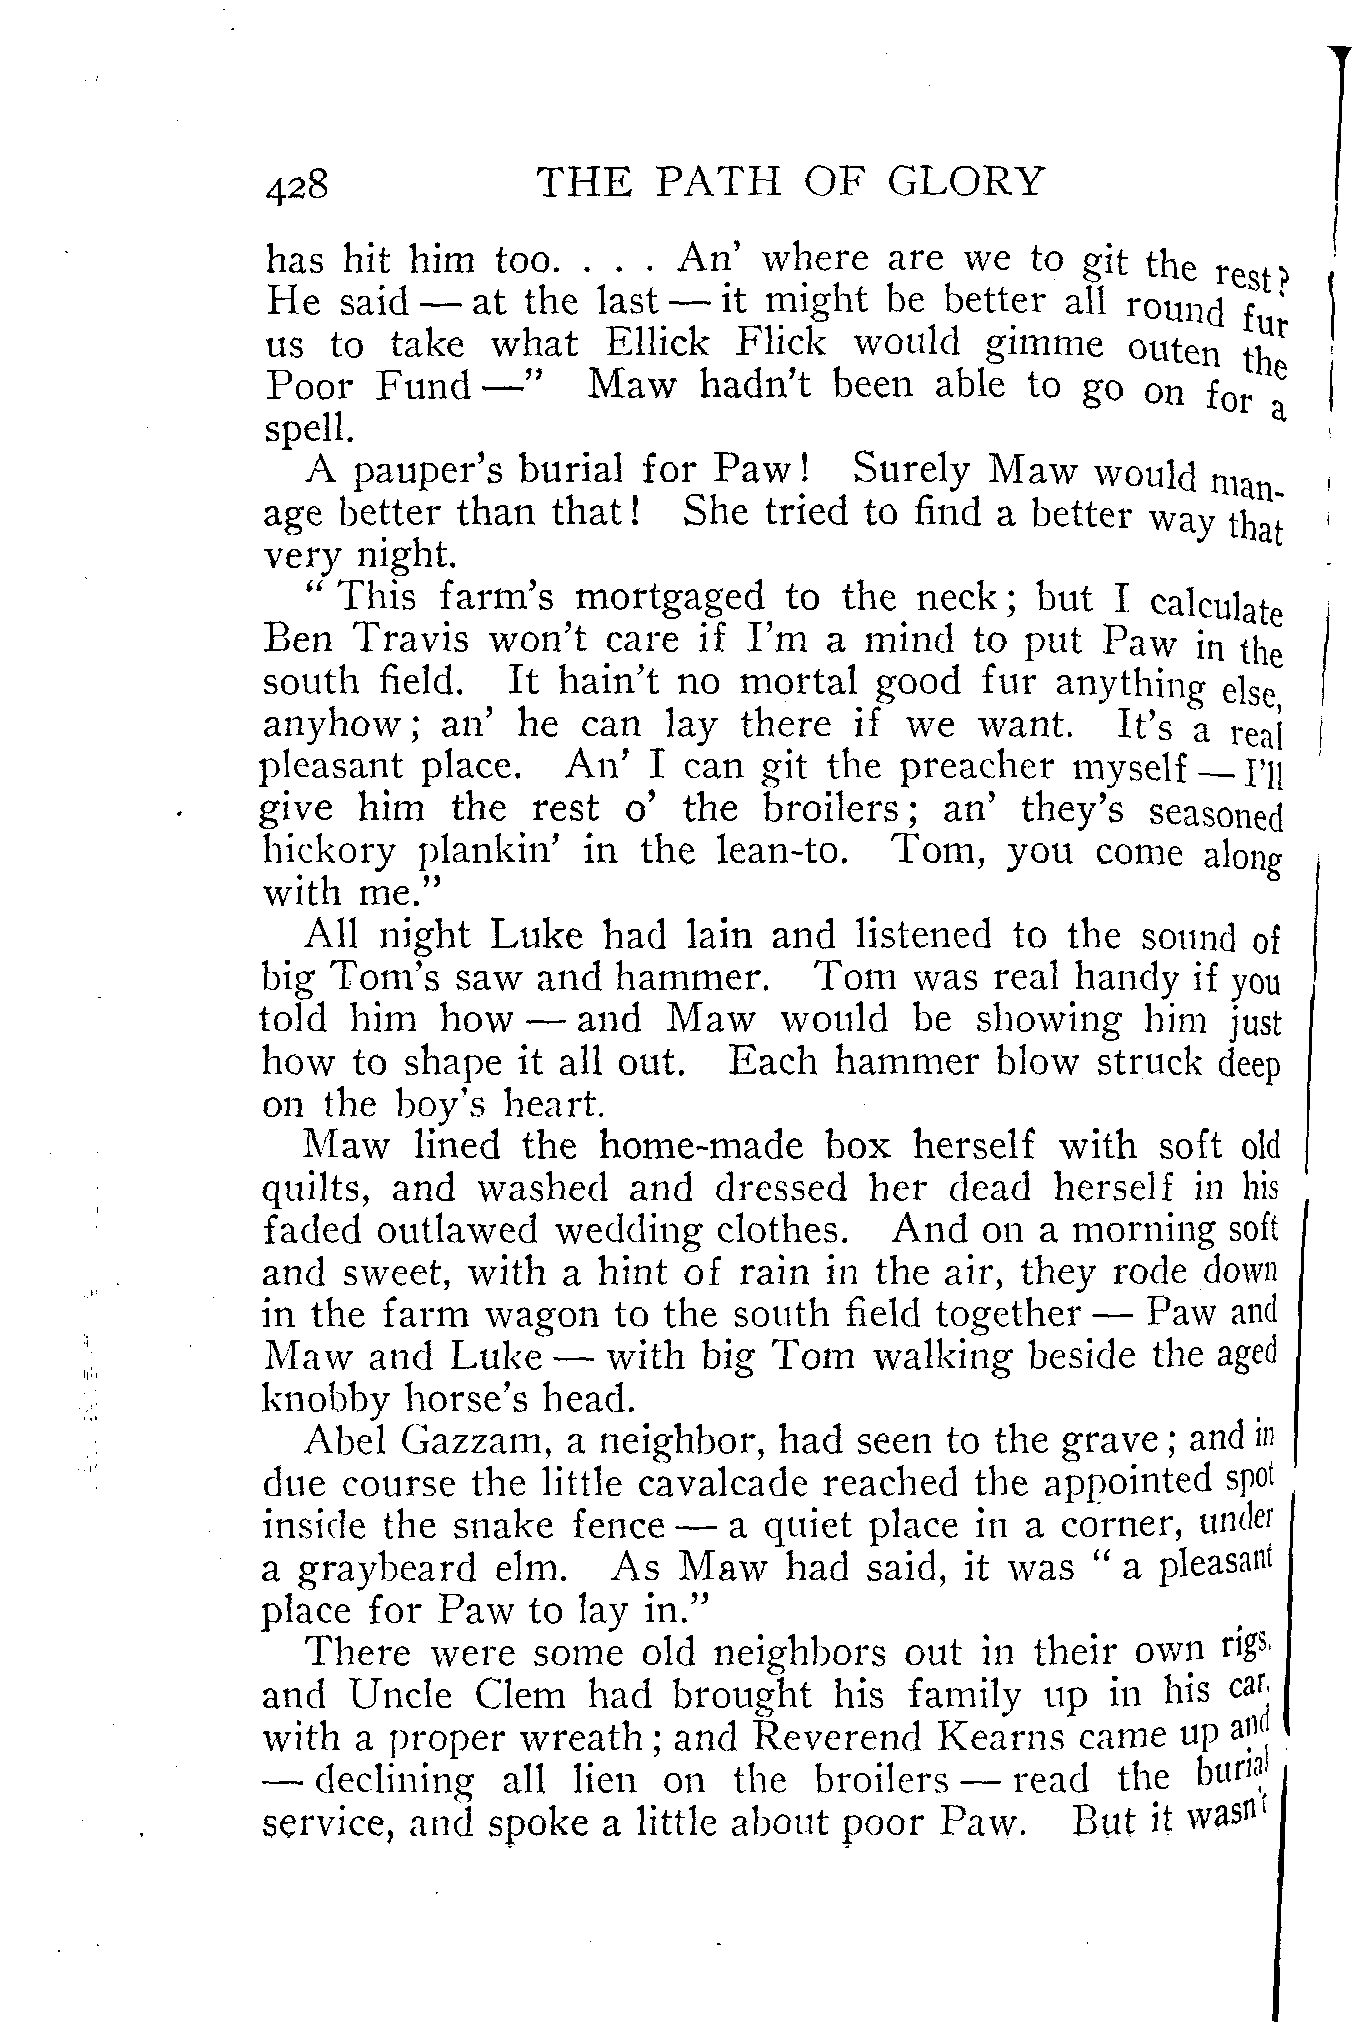 428 THE PATH OF GLORY
has hit him too. . . . An' where are we to git the rest?
He said — at the last — it might be better all round fur
us to take what Ellick Flick would gimme outen the
Poor Fund —" Maw hadn't been able to go on for a
spell.
A pauper's burial for Paw! Surely Maw would man-
age better than that! She tried to find a better way that
very night.
"This farm's mortgaged to the neck; but I calculate
Ben Travis won't care if I'm a mind to put Paw in the
south field. It hain't no mortal good fur anything else,
anyhow; an' he can lay there if we want. It's a real
pleasant place. An' I can git the preacher myself — I'll
give him the rest o' the broilers; an' they's seasoned
hickory plankin' in the lean-to. Tom, you come along
with me."
All night Luke had lain and listened to the sound of
big Tom's saw and hammer. Tom was real handy if you
told him how — and Maw would be showing him just
how to shape it all out. Each hammer blow struck deep
on the boy's heart.
Maw lined the home-made box herself with soft old
quilts, and washed and dressed her dead herself in his
faded outlawed wedding clothes. And on a morning soft
and sweet, with a hint of rain in the air, they rode down
in the farm wagon to the south field together — Paw and
Maw and Luke — with big Tom walking beside the aged
knobby horse's head.
Abel Gazzam, a neighbor, had seen to the grave; and in
due course the little cavalcade reached the appointed spot
inside the snake fence — a quiet place in a corner, under
a graybeard elm. As Maw had said, it was "a pleasant
place for Paw to lay in."
There were some old neighbors out in their own rigs,
and Uncle Clem had brought his family up in his car,
with a proper wreath; and Reverend Kearns came up and
— declining all lien on the broilers — read the burial
service, and spoke a little about poor Paw. But it wasn't